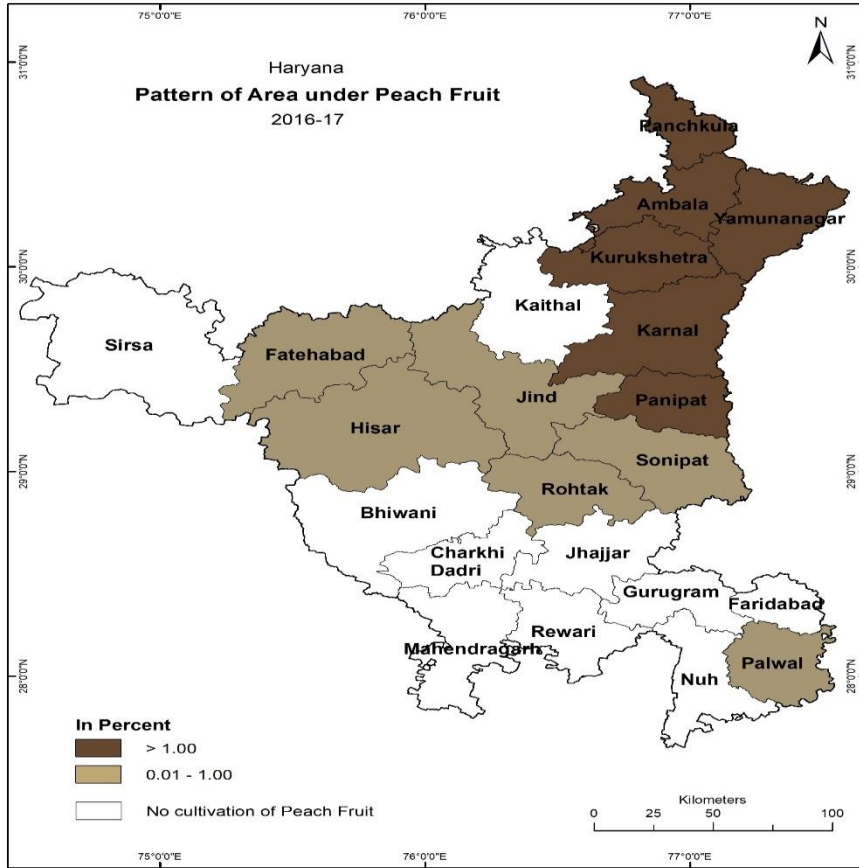 75°0'0"E 76°0'0"E 77°0'0"E
N
31°0'0"N
31°0'0"N
Haryana
Pattern of Area under Peach Fruit
2016-17
Panchkula
Ambala
Yamunanagar
Kurukshetra
30°0'0"N
30°0'0"N
Kaithal
Karnal
Sirsa
Fatehabad
Jind
Panipat
Hisar
Sonipat
29°0'0"N
29°0'0"N
Rohtak
Bhiwani
Charkhi
Dadri
Jhajjar
Gurugram
Faridabad
Rewari
Mahendragarh
Palwal
Nuh
28°0'0"N
28°0'0"N
In Percent
> 1.00
0.01 - 1.00
No cultivation of Peach Fruit
Kilometers
0 25 50 100
75°0'0"E 76°0'0"E 77°0'0"E